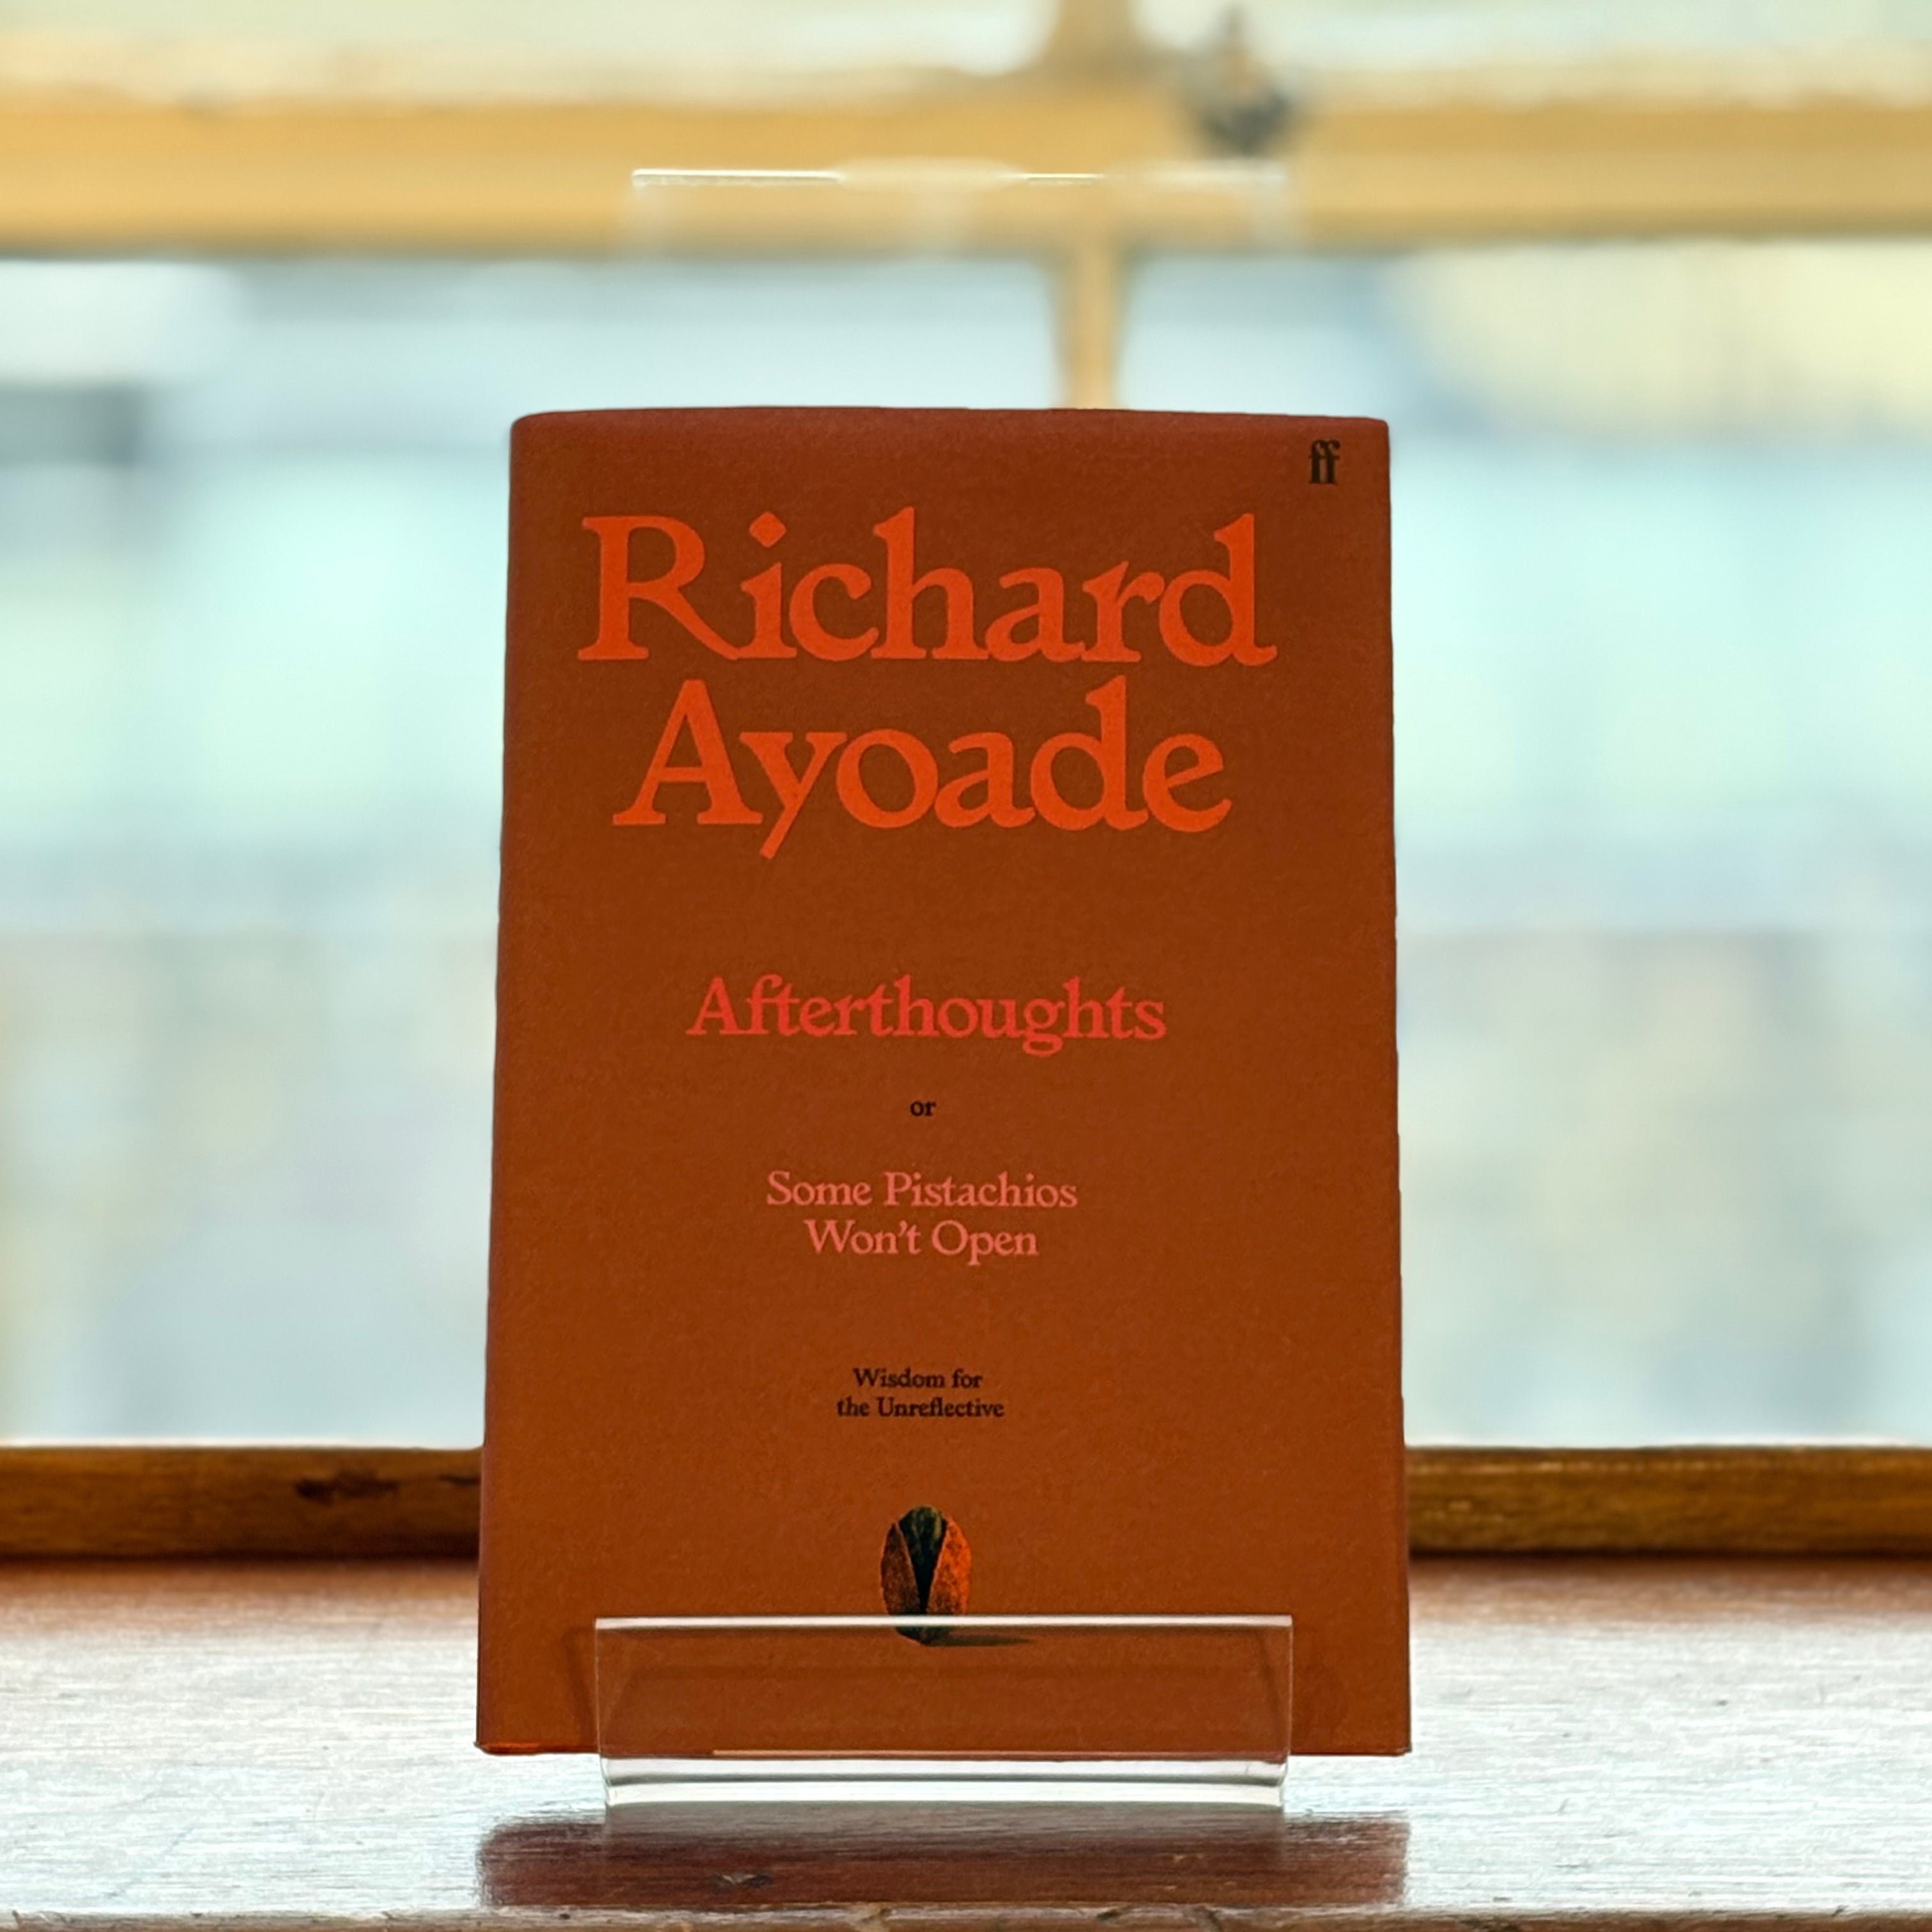 ff
Richard
Ayoade
Afterthoughts
or
Some Pistachios
Won't Open
Wisdom for
the Unreflective